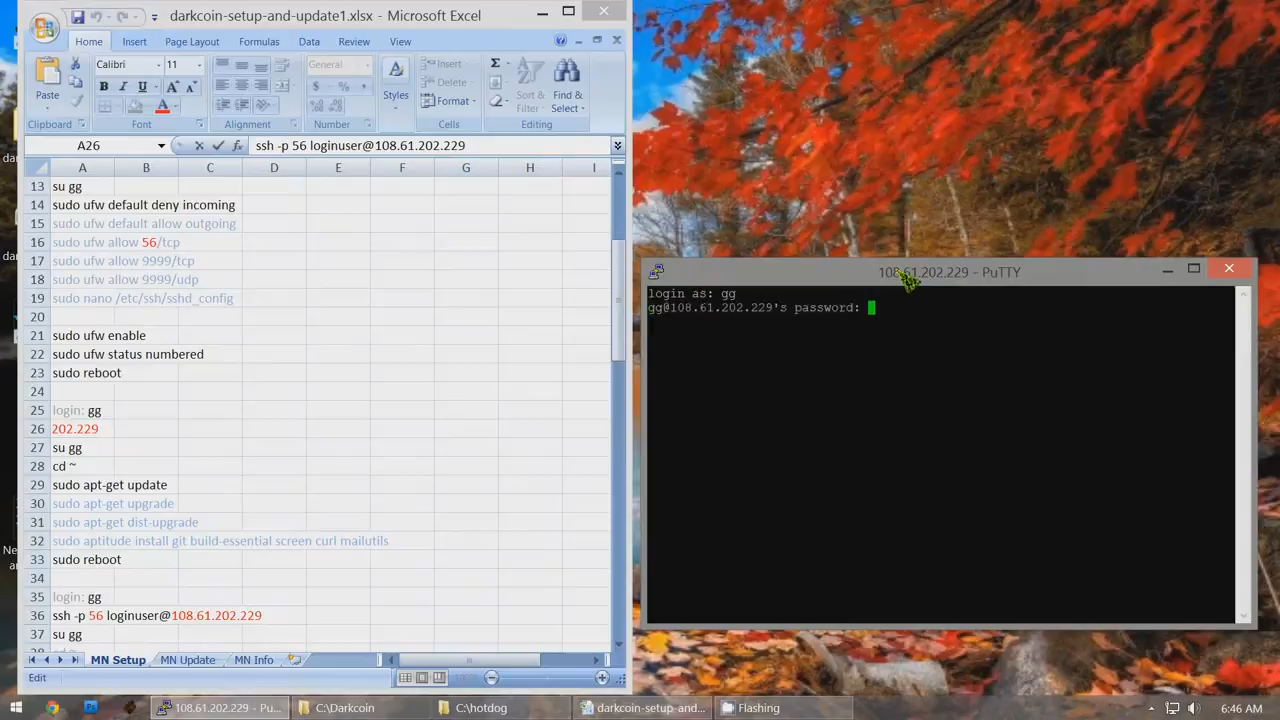 darkcoin-setup-and-update1.xlsx - Microsoft Excel
Home Insert Page Layout Formulas Data Review View
Paste
Calibri 11
B I U
A A
General
$ % ,
Styles
Insert
Delete
Format
Sort & Filter
Find & Select
Clipboard Font Alignment Number Cells Editing
A26 fx ssh -p 56 loginuser@108.61.202.229
A B C D E F G H I
13 su gg
14 sudo ufw default deny incoming
15 sudo ufw default allow outgoing
16 sudo ufw allow 56/tcp
17 sudo ufw allow 9999/tcp
18 sudo ufw allow 9999/udp
19 sudo nano /etc/ssh/sshd_config
20
21 sudo ufw enable
22 sudo ufw status numbered
23 sudo reboot
24
25 login: gg
26 202.229
27 su gg
28 cd ~
29 sudo apt-get update
30 sudo apt-get upgrade
31 sudo apt-get dist-upgrade
32 sudo aptitude install git build-essential screen curl mailutils
33 sudo reboot
34
35 login: gg
36 ssh -p 56 loginuser@108.61.202.229
37 su gg
MN Setup MN Update MN Info
Edit
108.61.202.229 - PuTTY
login as: gg
gg@108.61.202.229's password:
108.61.202.229 - Pu...
C:\Darkcoin
C:\hotdog
darkcoin-setup-and...
Flashing
6:46 AM